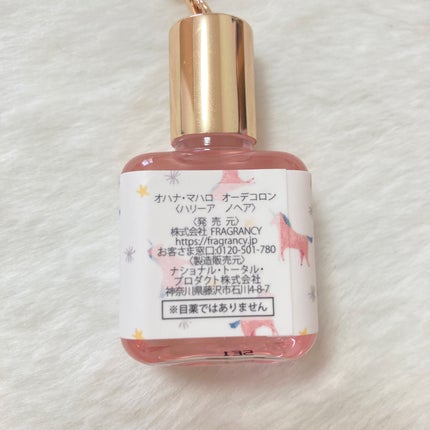 オハナ・マハロ オーデコロン
〈ハリーア ノヘア〉
〈発 売 元〉
株式会社 FRAGRANCY
https://fragrancy.jp
お客さま窓口:0120-501-780
〈製造販売元〉
ナショナル・トータル・
プロダクト株式会社
神奈川県藤沢市石川4-8-7
※目薬ではありません